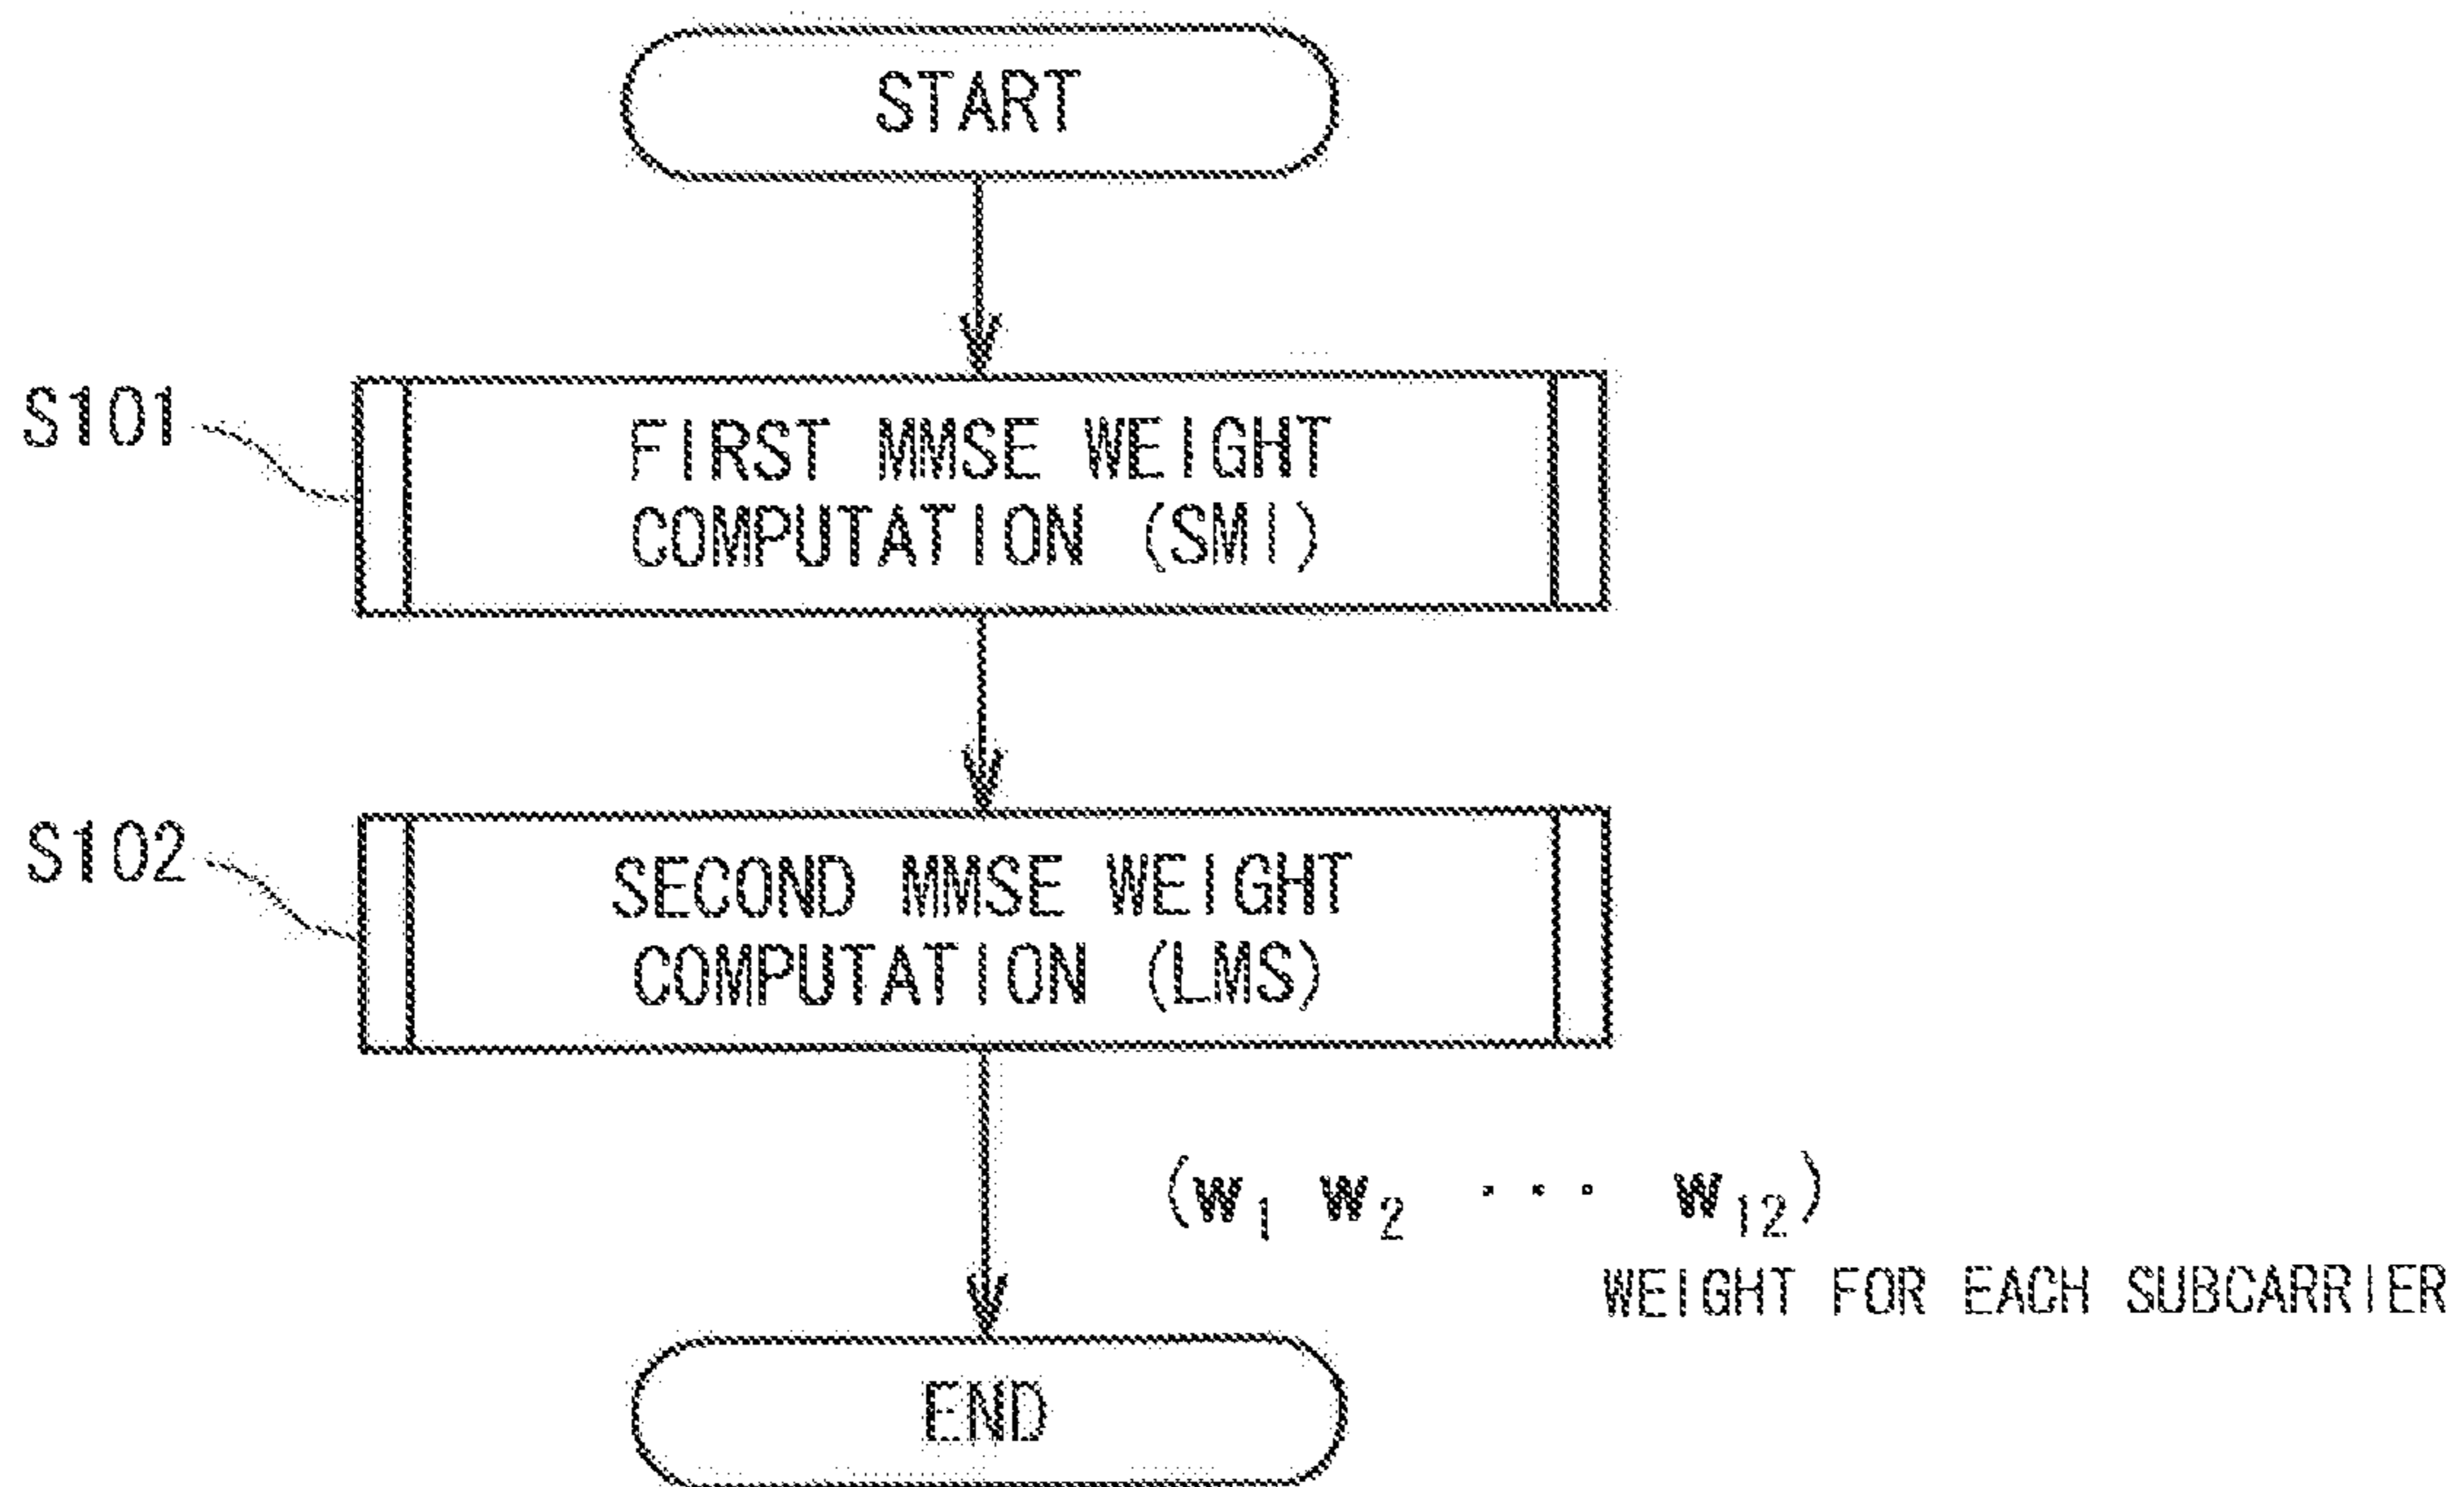 START
S101
FIRST MMSE WEIGHT
COMPUTATION (SMI)
S102
SECOND MMSE WEIGHT
COMPUTATION (LMS)
(w₁ w₂ ··· w₁₂)
WEIGHT FOR EACH SUBCARRIER
END